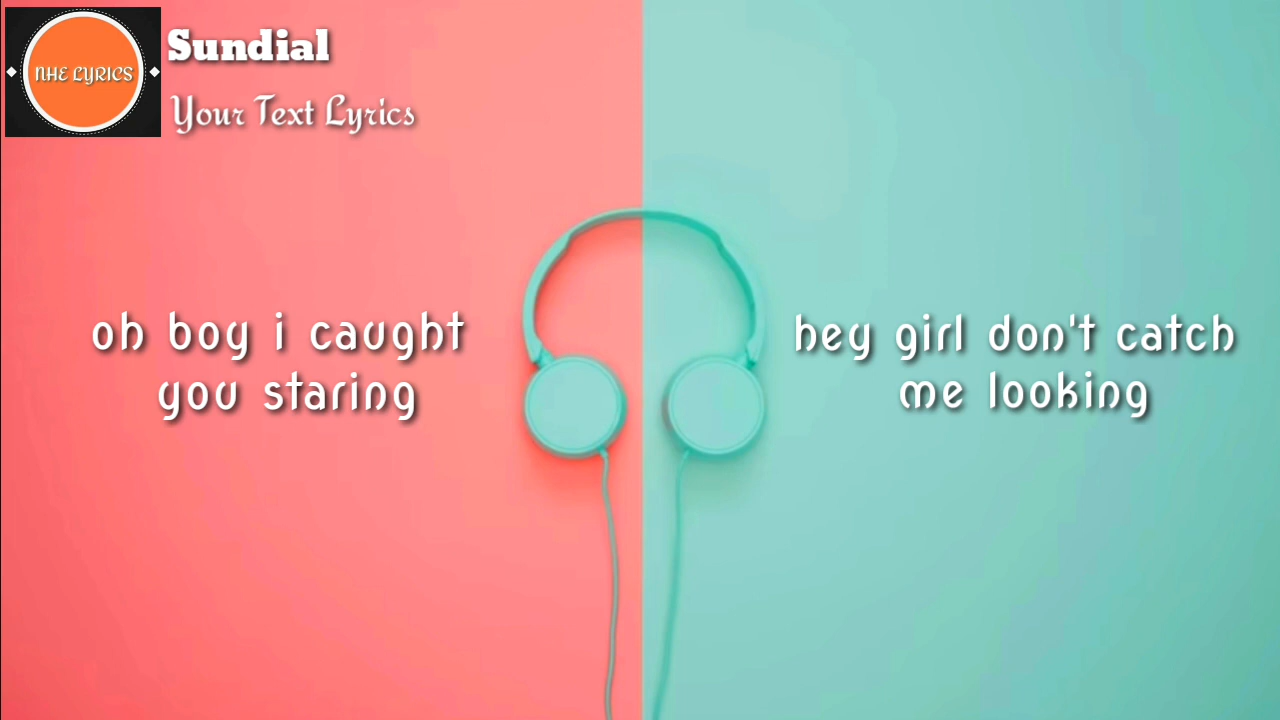 NHE LYRICS
Sundial
Your Text Lyrics
oh boy i caught
you staring
hey girl don't catch
me looking